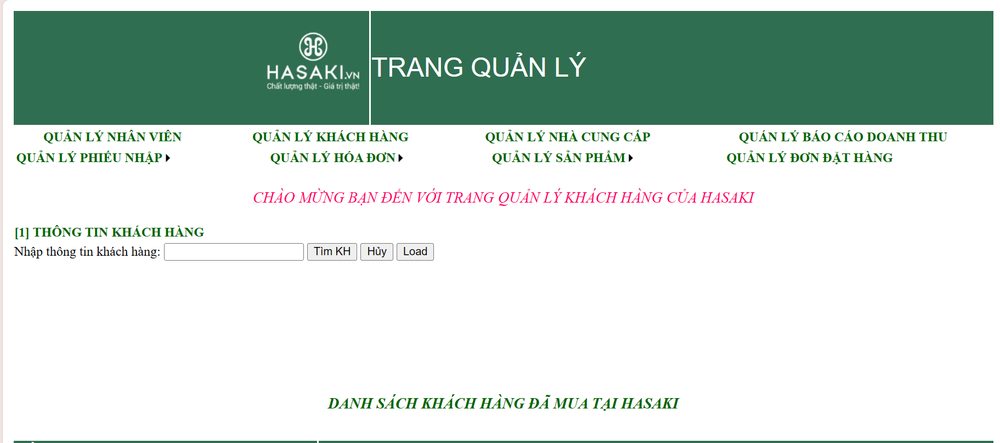 HASAKI.VN
Chất lượng thật - Giá trị thật!
TRANG QUẢN LÝ
QUẢN LÝ NHÂN VIÊN QUẢN LÝ KHÁCH HÀNG QUẢN LÝ NHÀ CUNG CẤP QUÁN LÝ BÁO CÁO DOANH THU
QUẢN LÝ PHIẾU NHẬP QUẢN LÝ HÓA ĐƠN QUẢN LÝ SẢN PHẨM QUẢN LÝ ĐƠN ĐẶT HÀNG
CHÀO MỪNG BẠN ĐẾN VỚI TRANG QUẢN LÝ KHÁCH HÀNG CỦA HASAKI
[1] THÔNG TIN KHÁCH HÀNG
Nhập thông tin khách hàng: Tìm KH Hủy Load
DANH SÁCH KHÁCH HÀNG ĐÃ MUA TẠI HASAKI